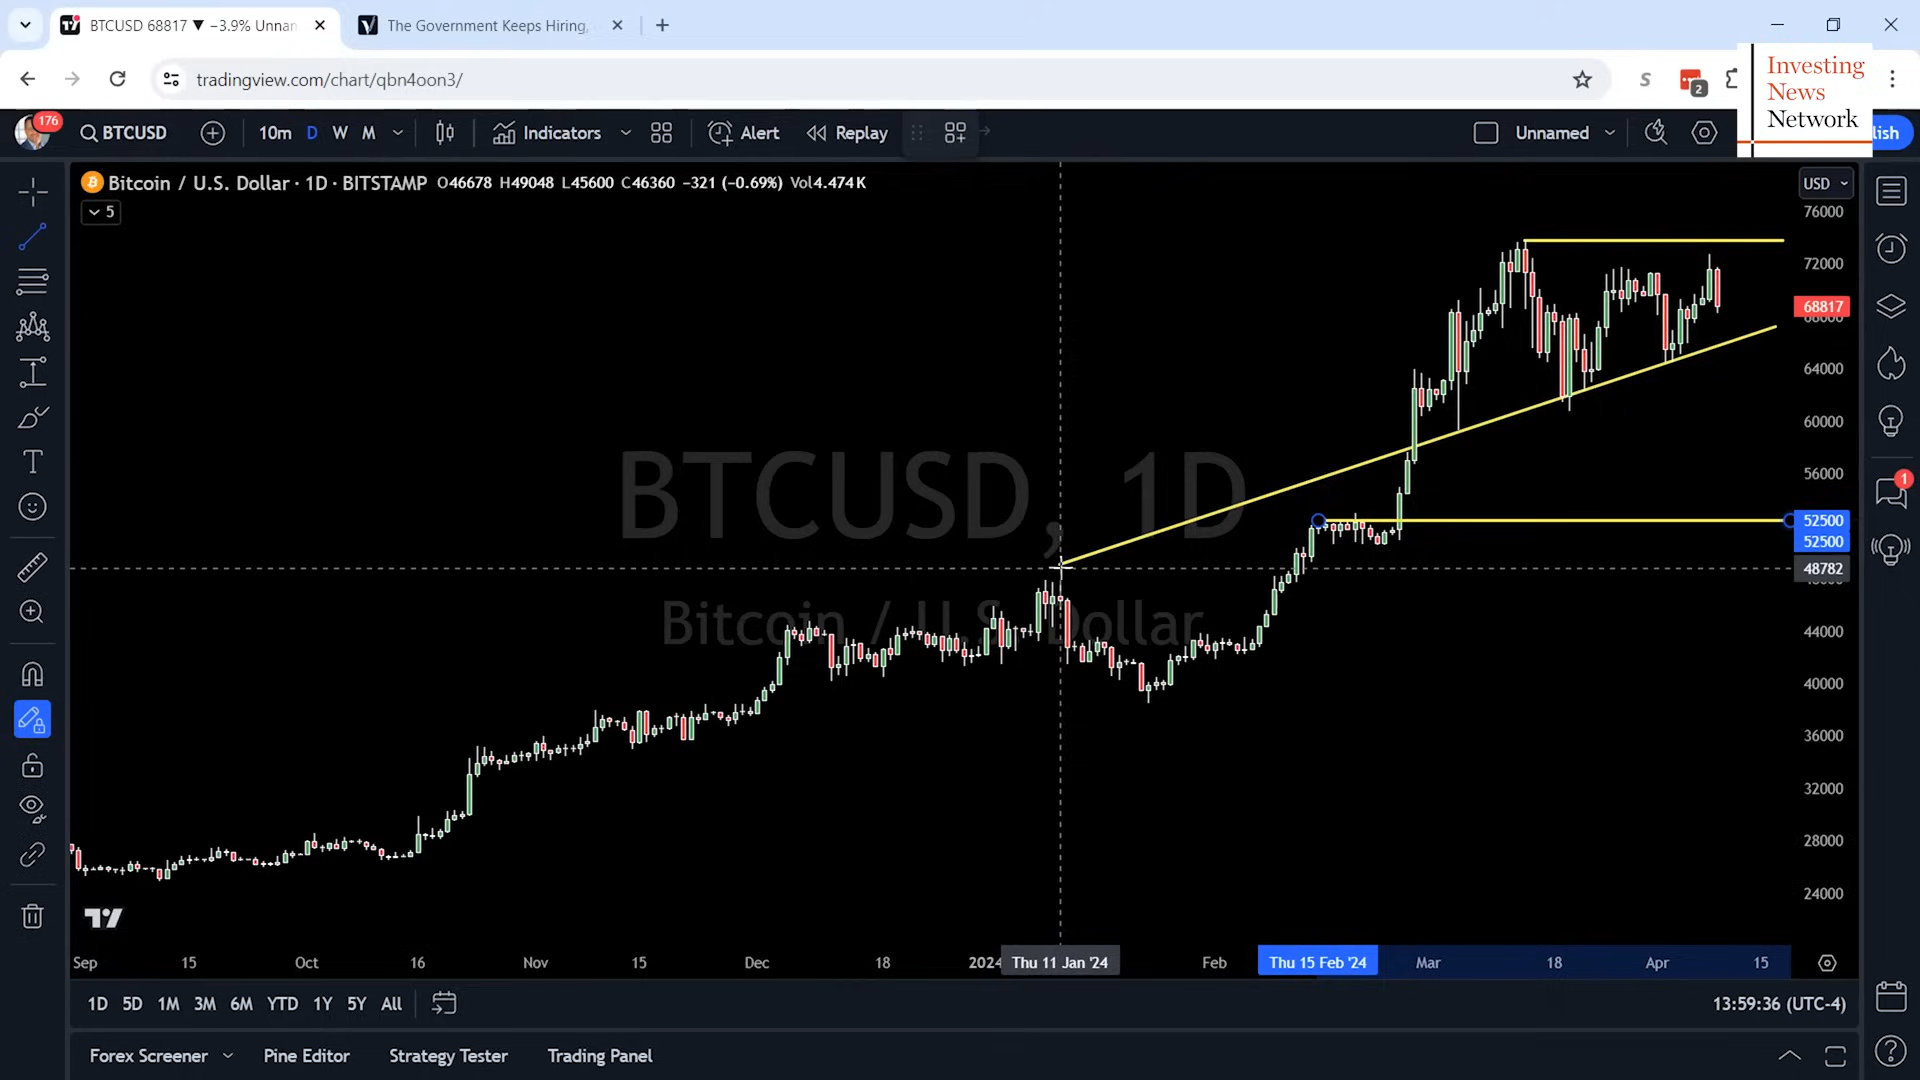 BTCUSD 68817 ▼ −3.9% Unnan
The Government Keeps Hiring,
tradingview.com/chart/qbn4oon3/
S
2
Investing
News
Network
176
BTCUSD
10m D W M
Indicators
Alert
Replay
Unnamed
lish
Bitcoin / U.S. Dollar · 1D · BITSTAMP O46678 H49048 L45600 C46360 −321 (−0.69%) Vol4.474K
5
USD
76000
72000
68817
68000
64000
60000
56000
52500
52500
48782
44000
40000
36000
32000
28000
24000
BTCUSD, 1D
Bitcoin / U.S. Dollar
1
Sep 15 Oct 16 Nov 15 Dec 18 2024 Thu 11 Jan '24 Feb Thu 15 Feb '24 Mar 18 Apr 15
1D 5D 1M 3M 6M YTD 1Y 5Y All
13:59:36 (UTC-4)
Forex Screener Pine Editor Strategy Tester Trading Panel